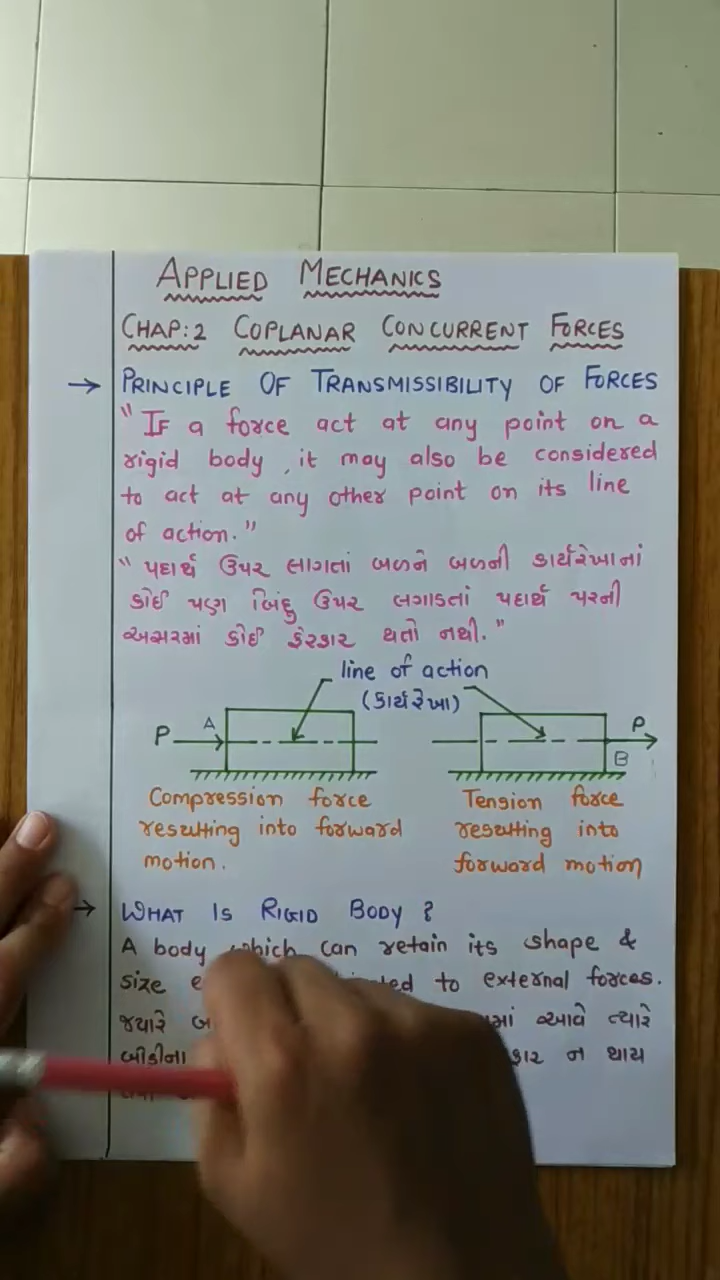 APPLIED MECHANICS
CHAP:2 COPLANAR CONCURRENT FORCES
→ PRINCIPLE OF TRANSMISSIBILITY OF FORCES
"IF a force act at any point on a
rigid body, it may also be considered
to act at any other point on its line
of action."
"પદાર્થ ઉપર લાગતાં બળને બળની કાર્યરેખાનાં
કોઈ પણ બિંદુ ઉપર લગાડતાં પદાર્થ પરની
અસરમાં કોઈ ફેરફાર થતો નથી."
line of action
(કાર્યરેખા)
P A
P
B
Compression force
resulting into forward
motion.
Tension force
resulting into
forward motion
→ WHAT IS RIGID BODY ?
A body which can retain its shape &
size to external forces.
જ્યારે આવે ત્યારે
બોડીના ન થાય